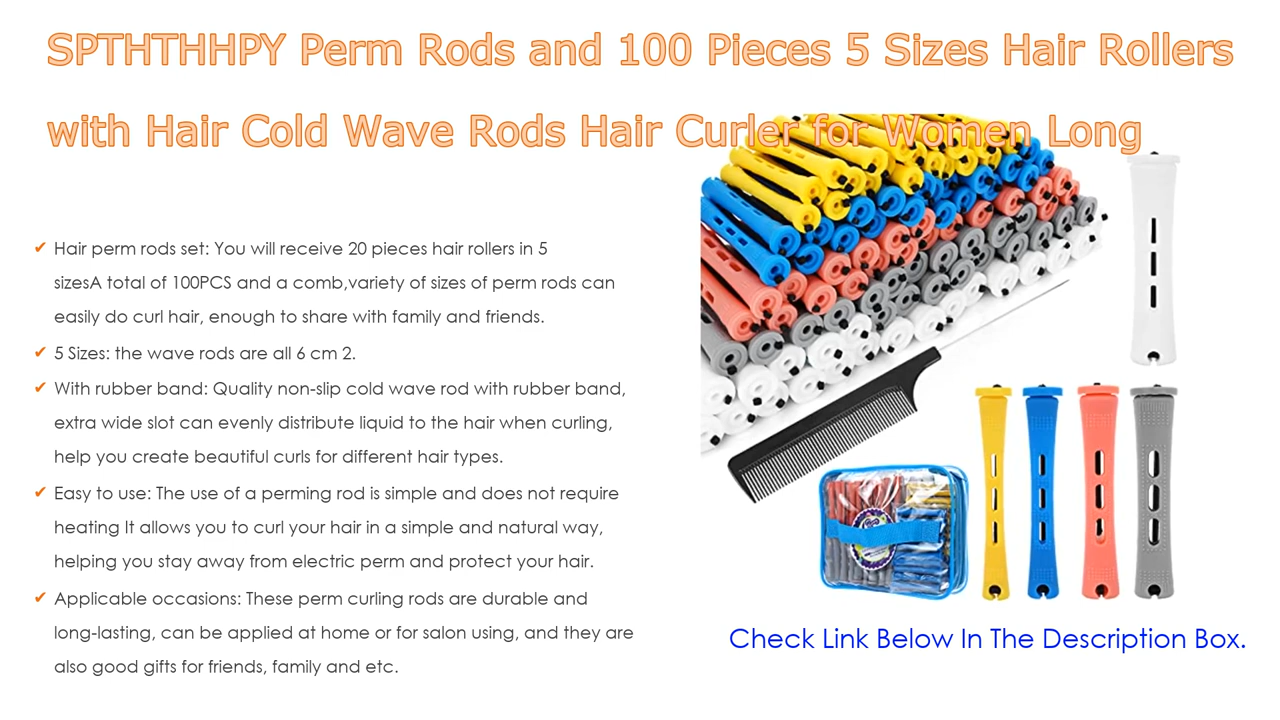 SPTHTHHPY Perm Rods and 100 Pieces 5 Sizes Hair Rollers
with Hair Cold Wave Rods Hair Curler for Women Long
✔ Hair perm rods set: You will receive 20 pieces hair rollers in 5
sizesA total of 100PCS and a comb,variety of sizes of perm rods can
easily do curl hair, enough to share with family and friends.
✔ 5 Sizes: the wave rods are all 6 cm 2.
✔ With rubber band: Quality non-slip cold wave rod with rubber band,
extra wide slot can evenly distribute liquid to the hair when curling,
help you create beautiful curls for different hair types.
✔ Easy to use: The use of a perming rod is simple and does not require
heating It allows you to curl your hair in a simple and natural way,
helping you stay away from electric perm and protect your hair.
✔ Applicable occasions: These perm curling rods are durable and
long-lasting, can be applied at home or for salon using, and they are
also good gifts for friends, family and etc.
Check Link Below In The Description Box.